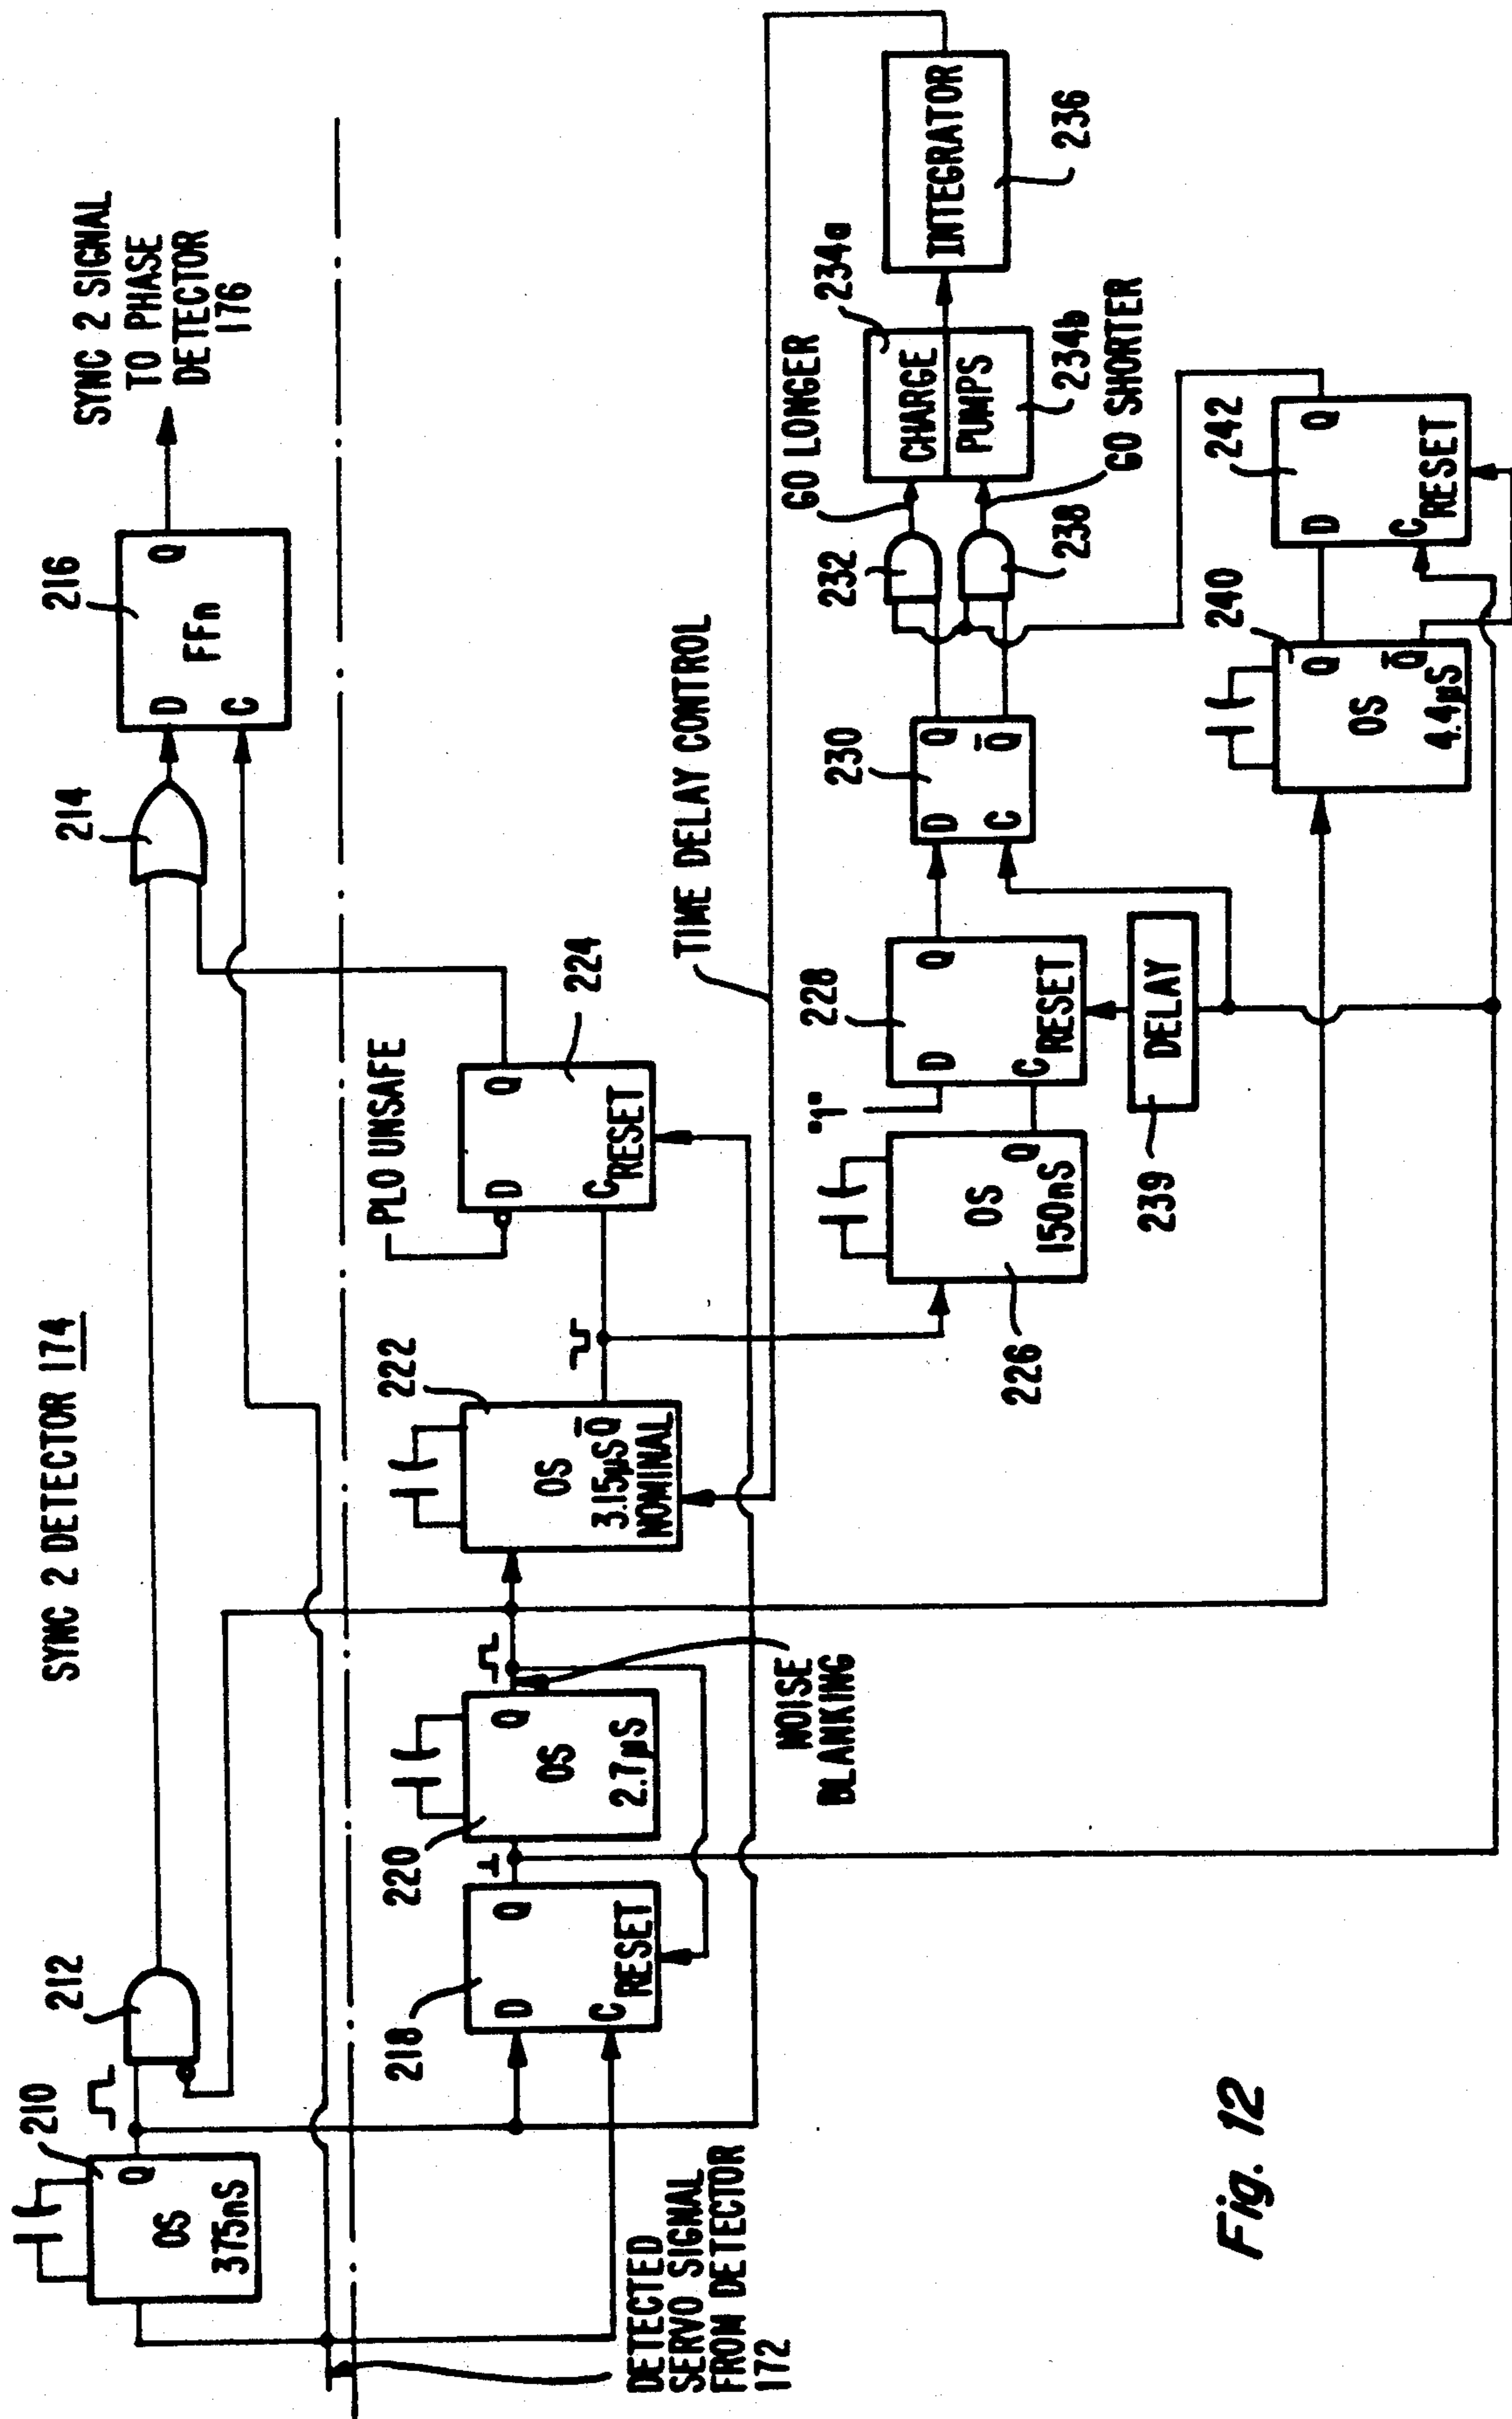 SYNC 2 DETECTOR 174
210
Q
OS
375nS
212
214
216
D
Q
FFn
C
SYNC 2 SIGNAL
TO PHASE
DETECTOR
176
DETECTED
SERVO SIGNAL
FROM DETECTOR
172
218
D
Q
C
RESET
220
Q
OS
2.7µS
NOISE
BLANKING
222
OS
3.15µS Q̅
NOMINAL
PLO UNSAFE
D
Q
C
RESET
224
TIME DELAY CONTROL
226
OS
Q
150nS
"1"
228
D
Q
C
RESET
239
DELAY
230
D
Q
C
Q̅
232
238
GO LONGER
GO SHORTER
234a
CHARGE
PUMPS
234b
INTEGRATOR
236
240
Q
OS
Q̅
4.4µS
242
D
Q
C
RESET
Fig. 12